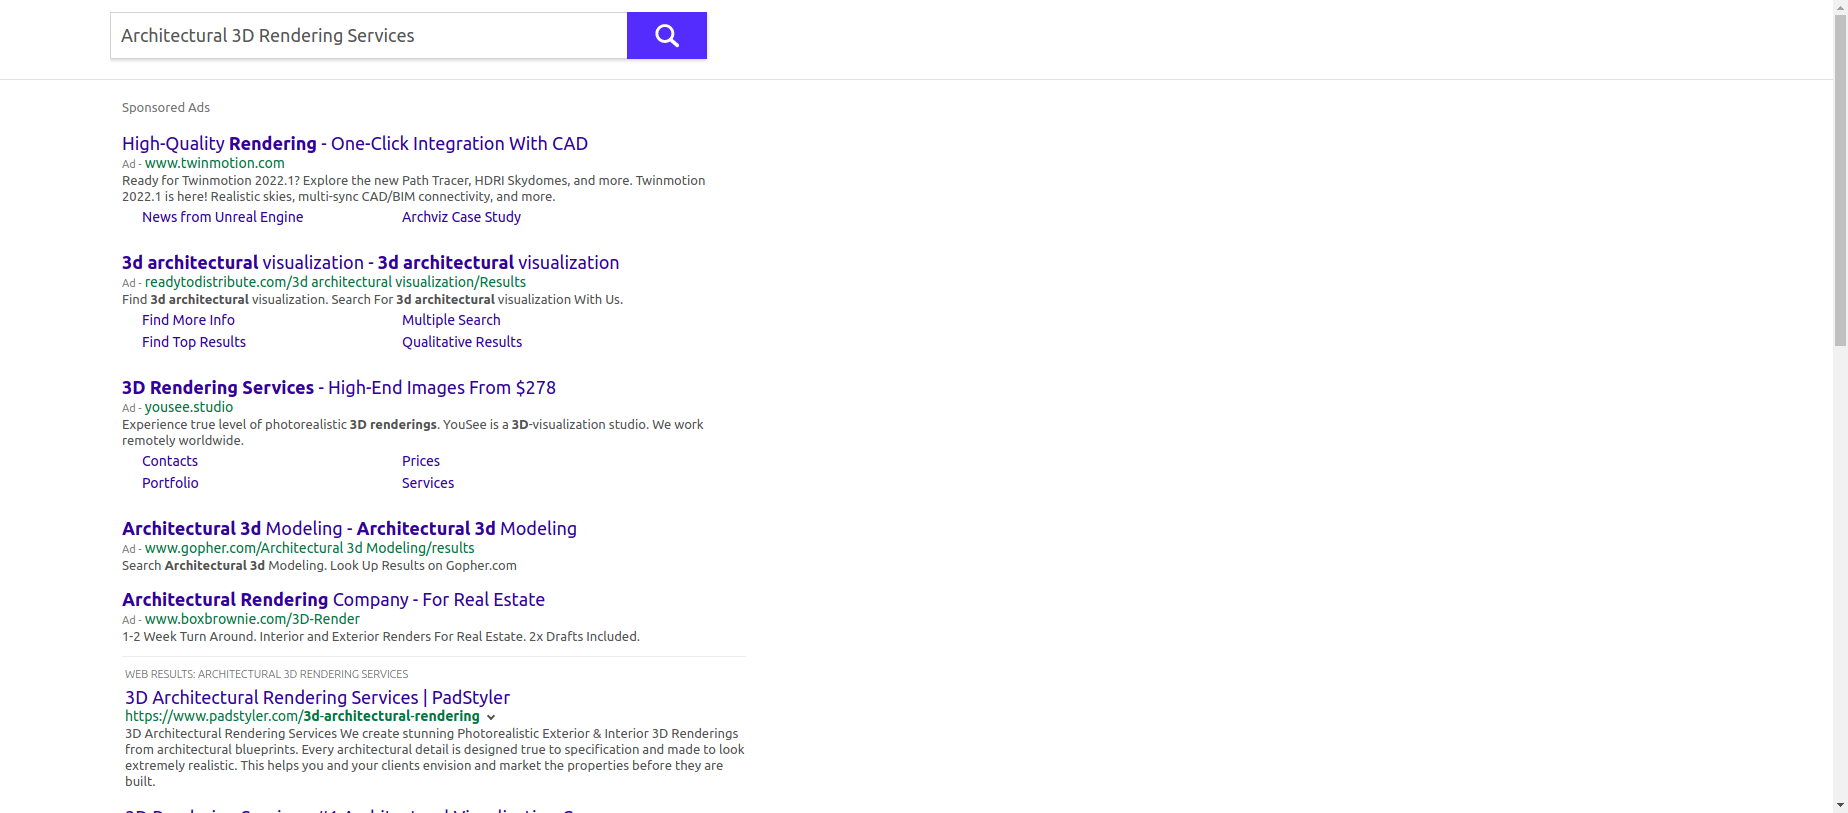 Architectural 3D Rendering Services
Sponsored Ads
High-Quality Rendering - One-Click Integration With CAD
Ad - www.twinmotion.com
Ready for Twinmotion 2022.1? Explore the new Path Tracer, HDRI Skydomes, and more. Twinmotion
2022.1 is here! Realistic skies, multi-sync CAD/BIM connectivity, and more.
News from Unreal Engine Archviz Case Study
3d architectural visualization - 3d architectural visualization
Ad - readytodistribute.com/3d architectural visualization/Results
Find 3d architectural visualization. Search For 3d architectural visualization With Us.
Find More Info Multiple Search
Find Top Results Qualitative Results
3D Rendering Services - High-End Images From $278
Ad - yousee.studio
Experience true level of photorealistic 3D renderings. YouSee is a 3D-visualization studio. We work
remotely worldwide.
Contacts Prices
Portfolio Services
Architectural 3d Modeling - Architectural 3d Modeling
Ad - www.gopher.com/Architectural 3d Modeling/results
Search Architectural 3d Modeling. Look Up Results on Gopher.com
Architectural Rendering Company - For Real Estate
Ad - www.boxbrownie.com/3D-Render
1-2 Week Turn Around. Interior and Exterior Renders For Real Estate. 2x Drafts Included.
WEB RESULTS: ARCHITECTURAL 3D RENDERING SERVICES
3D Architectural Rendering Services | PadStyler
https://www.padstyler.com/3d-architectural-rendering
3D Architectural Rendering Services We create stunning Photorealistic Exterior & Interior 3D Renderings
from architectural blueprints. Every architectural detail is designed true to specification and made to look
extremely realistic. This helps you and your clients envision and market the properties before they are
built.